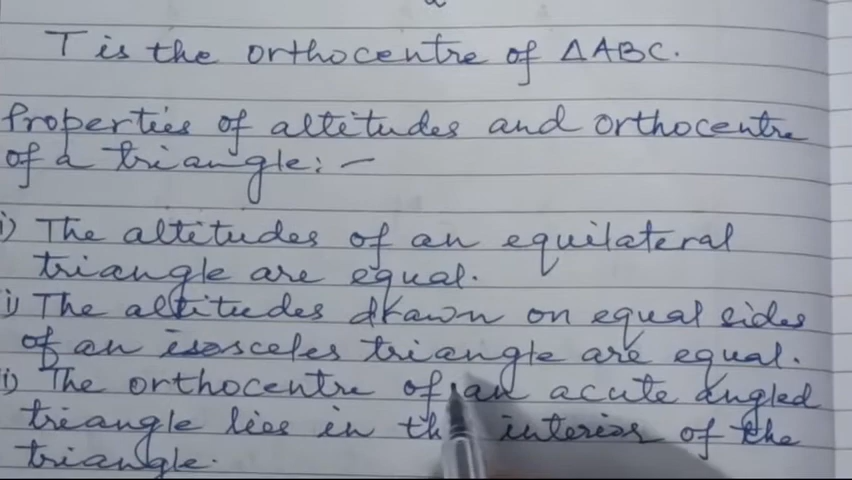 T is the orthocentre of ΔABC.
Properties of altitudes and orthocentre
of a triangle:-
i) The altitudes of an equilateral
triangle are equal.
i) The altitudes drawn on equal sides
of an isosceles triangle are equal.
i) The orthocentre of an acute angled
triangle lies in the interior of the
triangle.